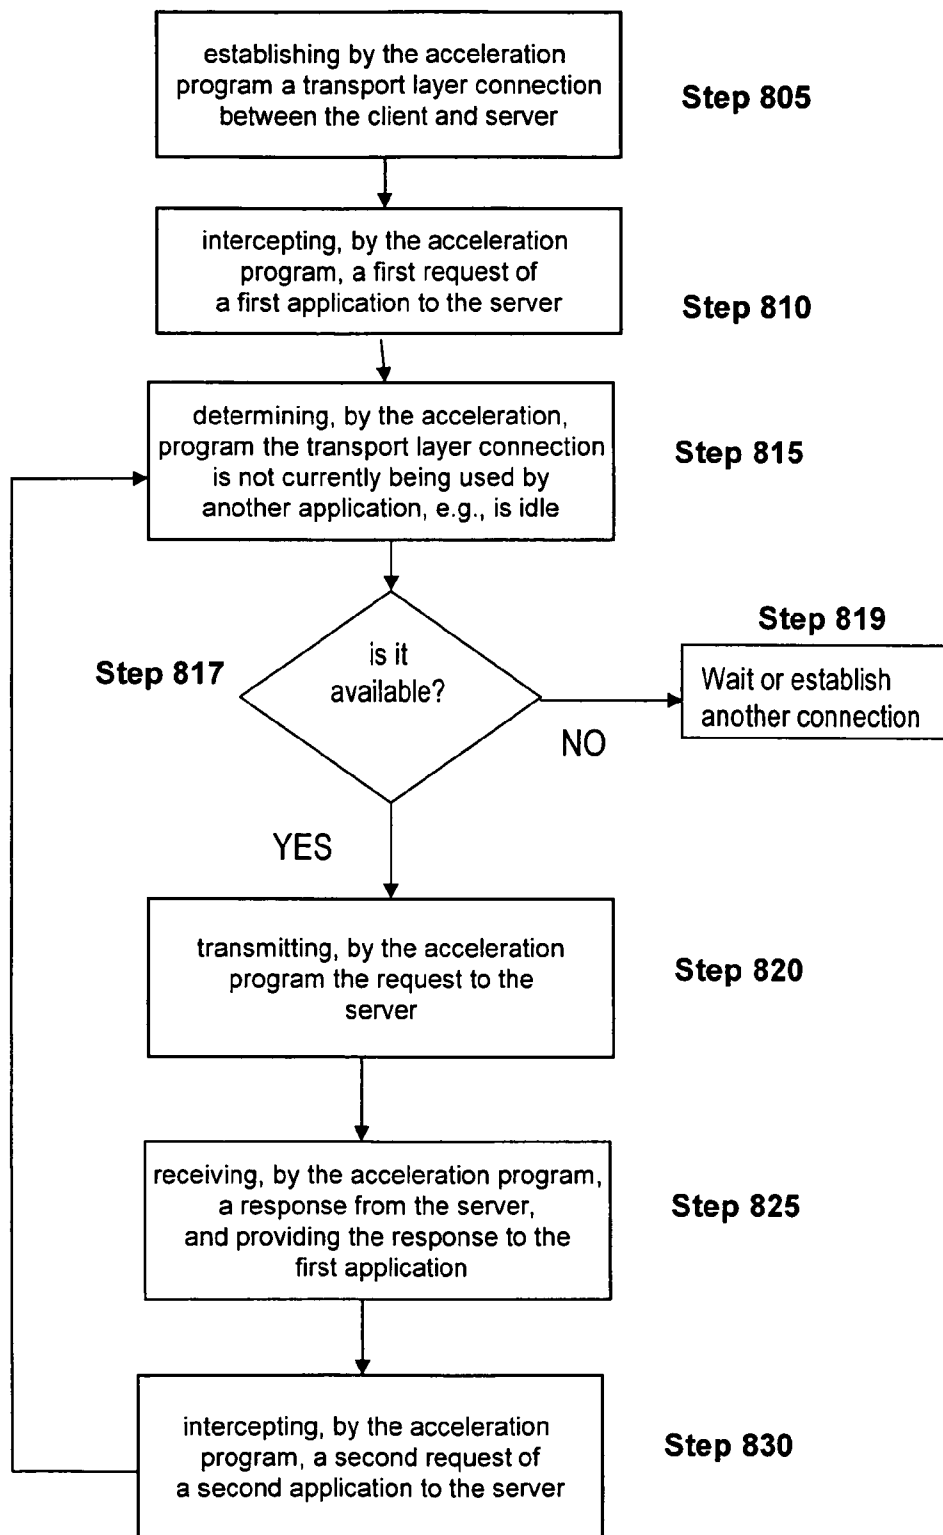 establishing by the acceleration
program a transport layer connection
between the client and server
Step 805
intercepting, by the acceleration
program, a first request of
a first application to the server
Step 810
determining, by the acceleration,
program the transport layer connection
is not currently being used by
another application, e.g., is idle
Step 815
Step 817
is it
available?
NO
Step 819
Wait or establish
another connection
YES
transmitting, by the acceleration
program the request to the
server
Step 820
receiving, by the acceleration program,
a response from the server,
and providing the response to the
first application
Step 825
intercepting, by the acceleration
program, a second request of
a second application to the server
Step 830